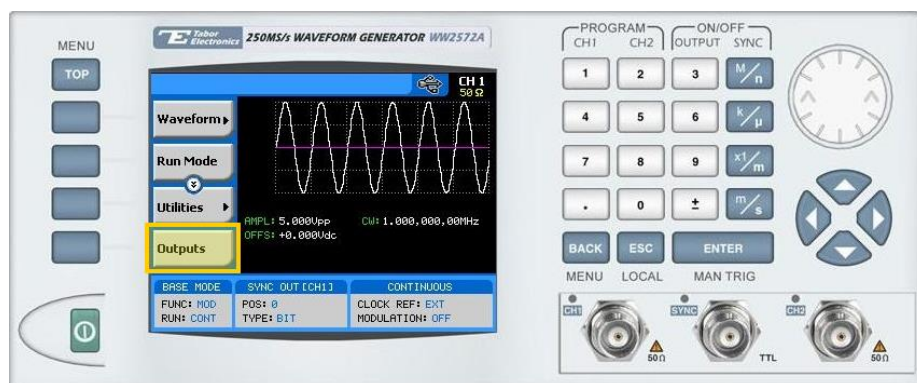 MENU
TOP
Tabor Electronics
250MS/s WAVEFORM GENERATOR WW2572A
CH 1
50 Ω
Waveform
Run Mode
Utilities
Outputs
AMPL: 5.000Vpp
OFFS: +0.000Vdc
CW: 1.000,000,00MHz
BASE MODE
FUNC: MOD
RUN: CONT
SYNC OUT [CH1]
POS: 0
TYPE: BIT
CONTINUOUS
CLOCK REF: EXT
MODULATION: OFF
PROGRAM
CH1 CH2
ON/OFF
OUTPUT SYNC
1 2 3 M/n
4 5 6 k/µ
7 8 9 x1/m
. 0 ± m/s
BACK ESC ENTER
MENU LOCAL MAN TRIG
CH1 SYNC CH2
50Ω TTL 50Ω